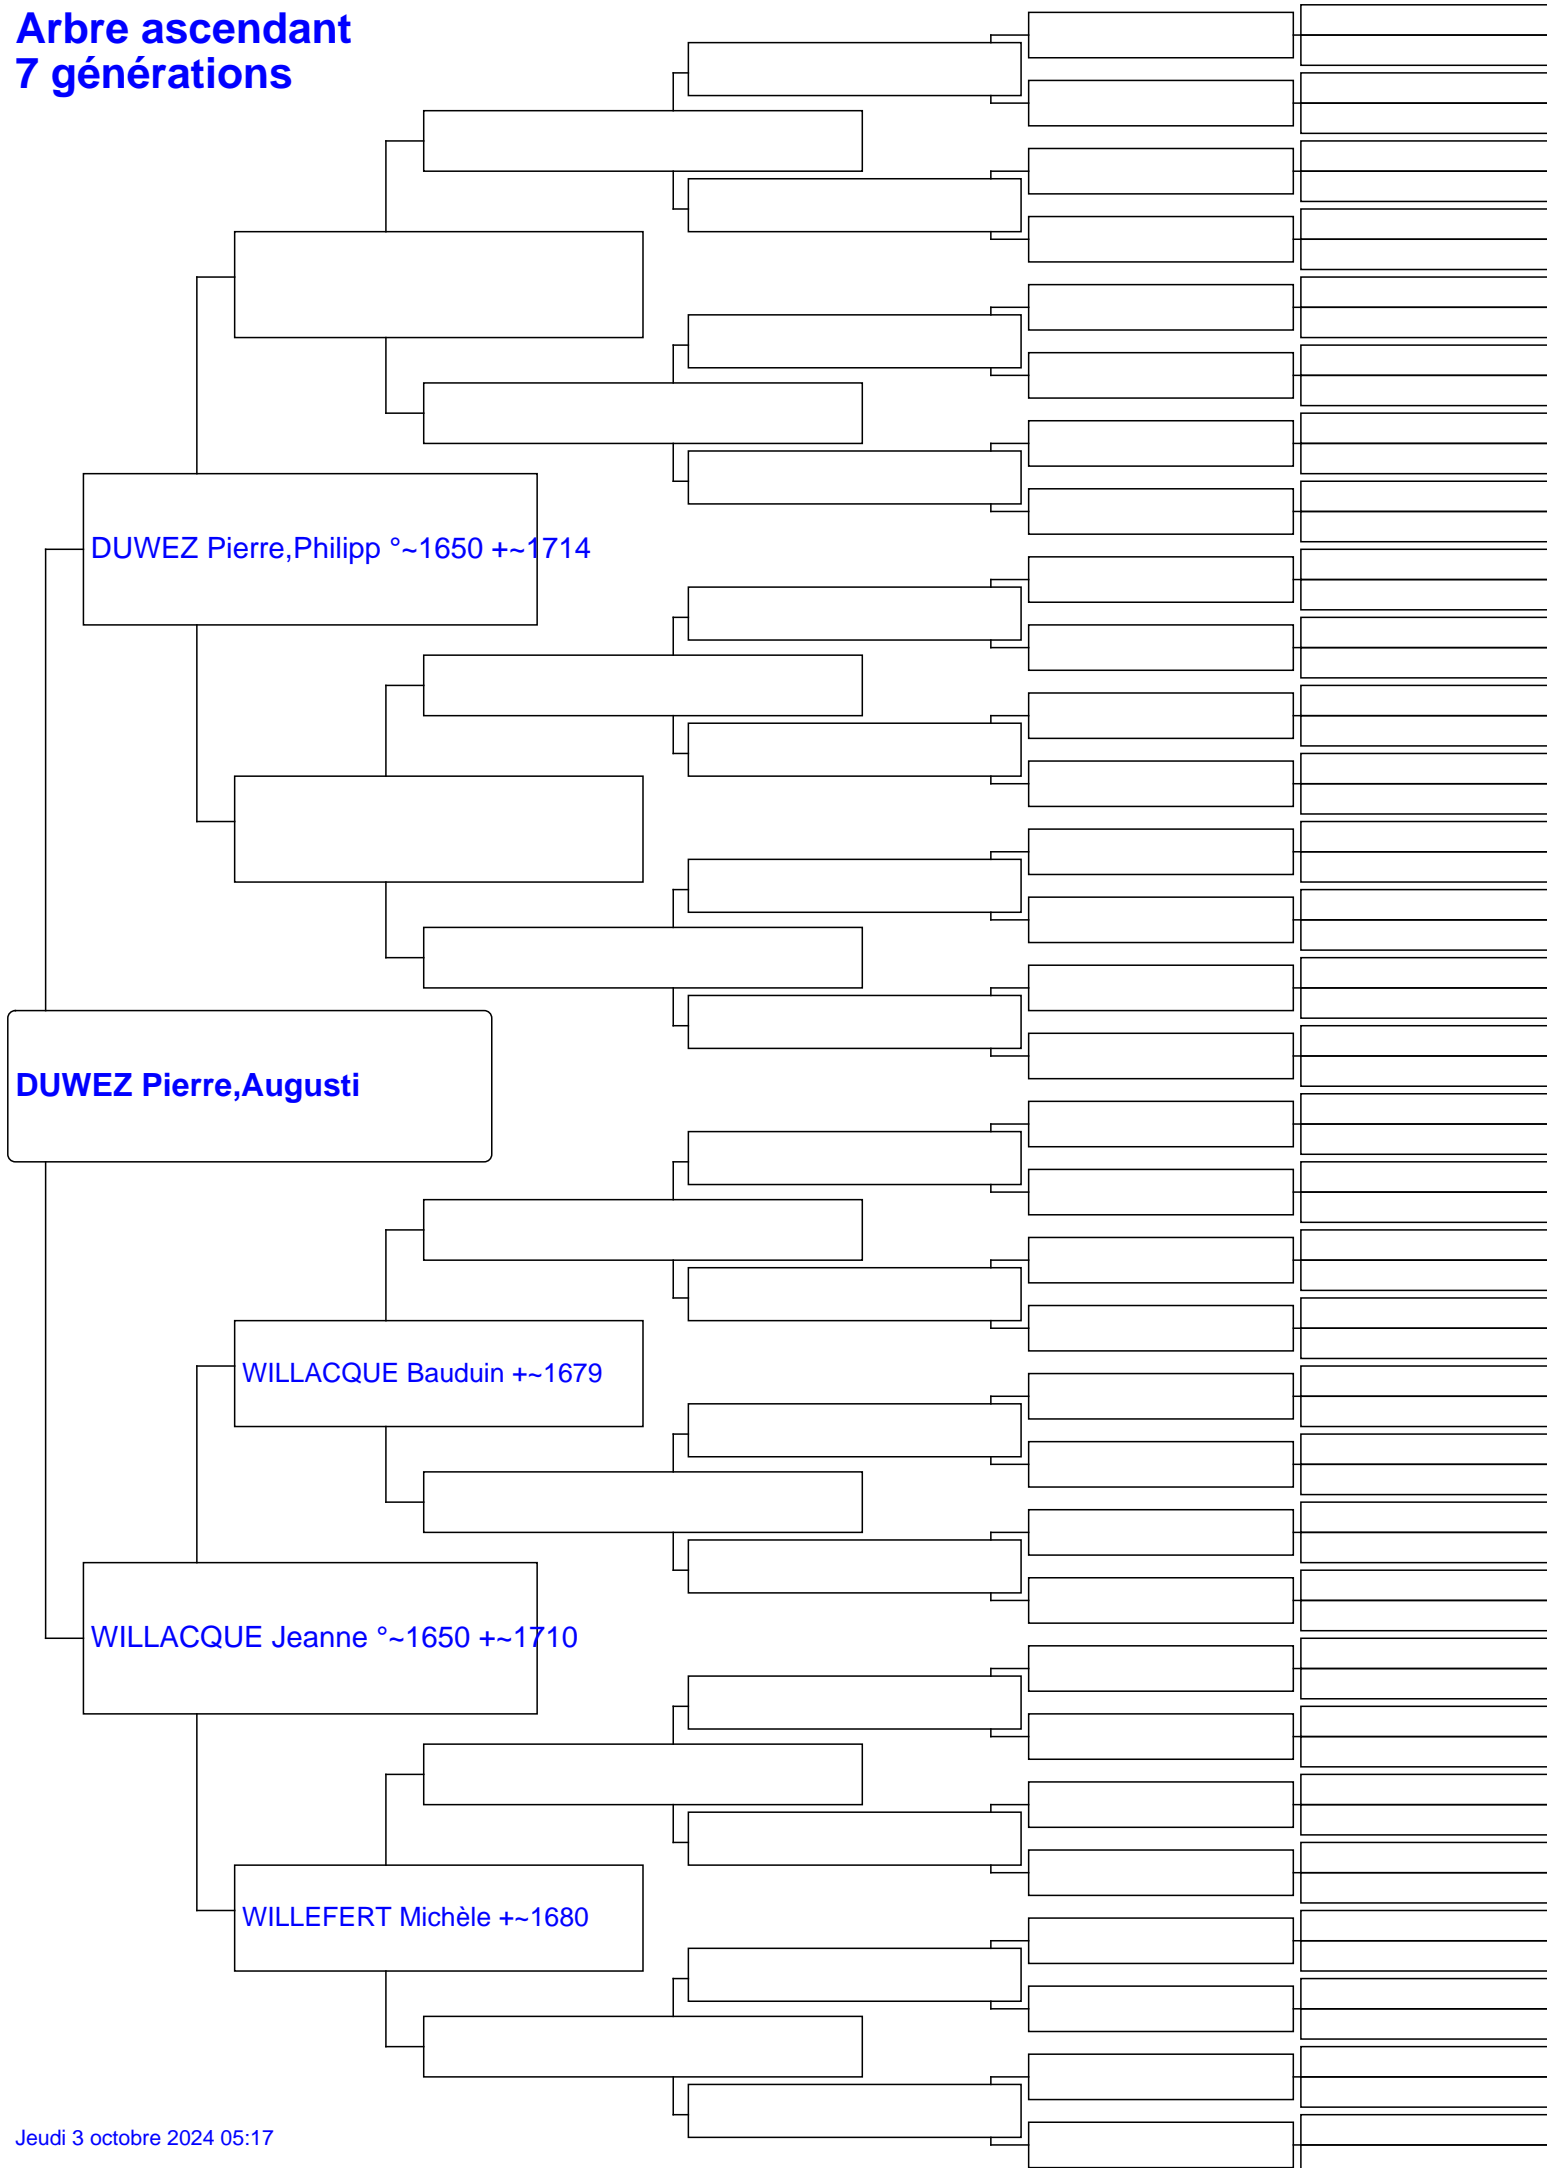 Arbre ascendant
7 générations
DUWEZ Pierre,Philipp °~1650 +~1714
DUWEZ Pierre,Augusti
WILLACQUE Bauduin +~1679
WILLACQUE Jeanne °~1650 +~1710
WILLEFERT Michèle +~1680
Jeudi 3 octobre 2024 05:17